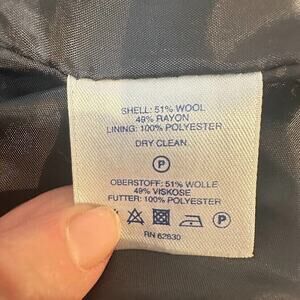 SHELL: 51% WOOL
49% RAYON
LINING: 100% POLYESTER
DRY CLEAN
P
OBERSTOFF: 51% WOLLE
49% VISKOSE
FUTTER: 100% POLYESTER
P
RN 62630